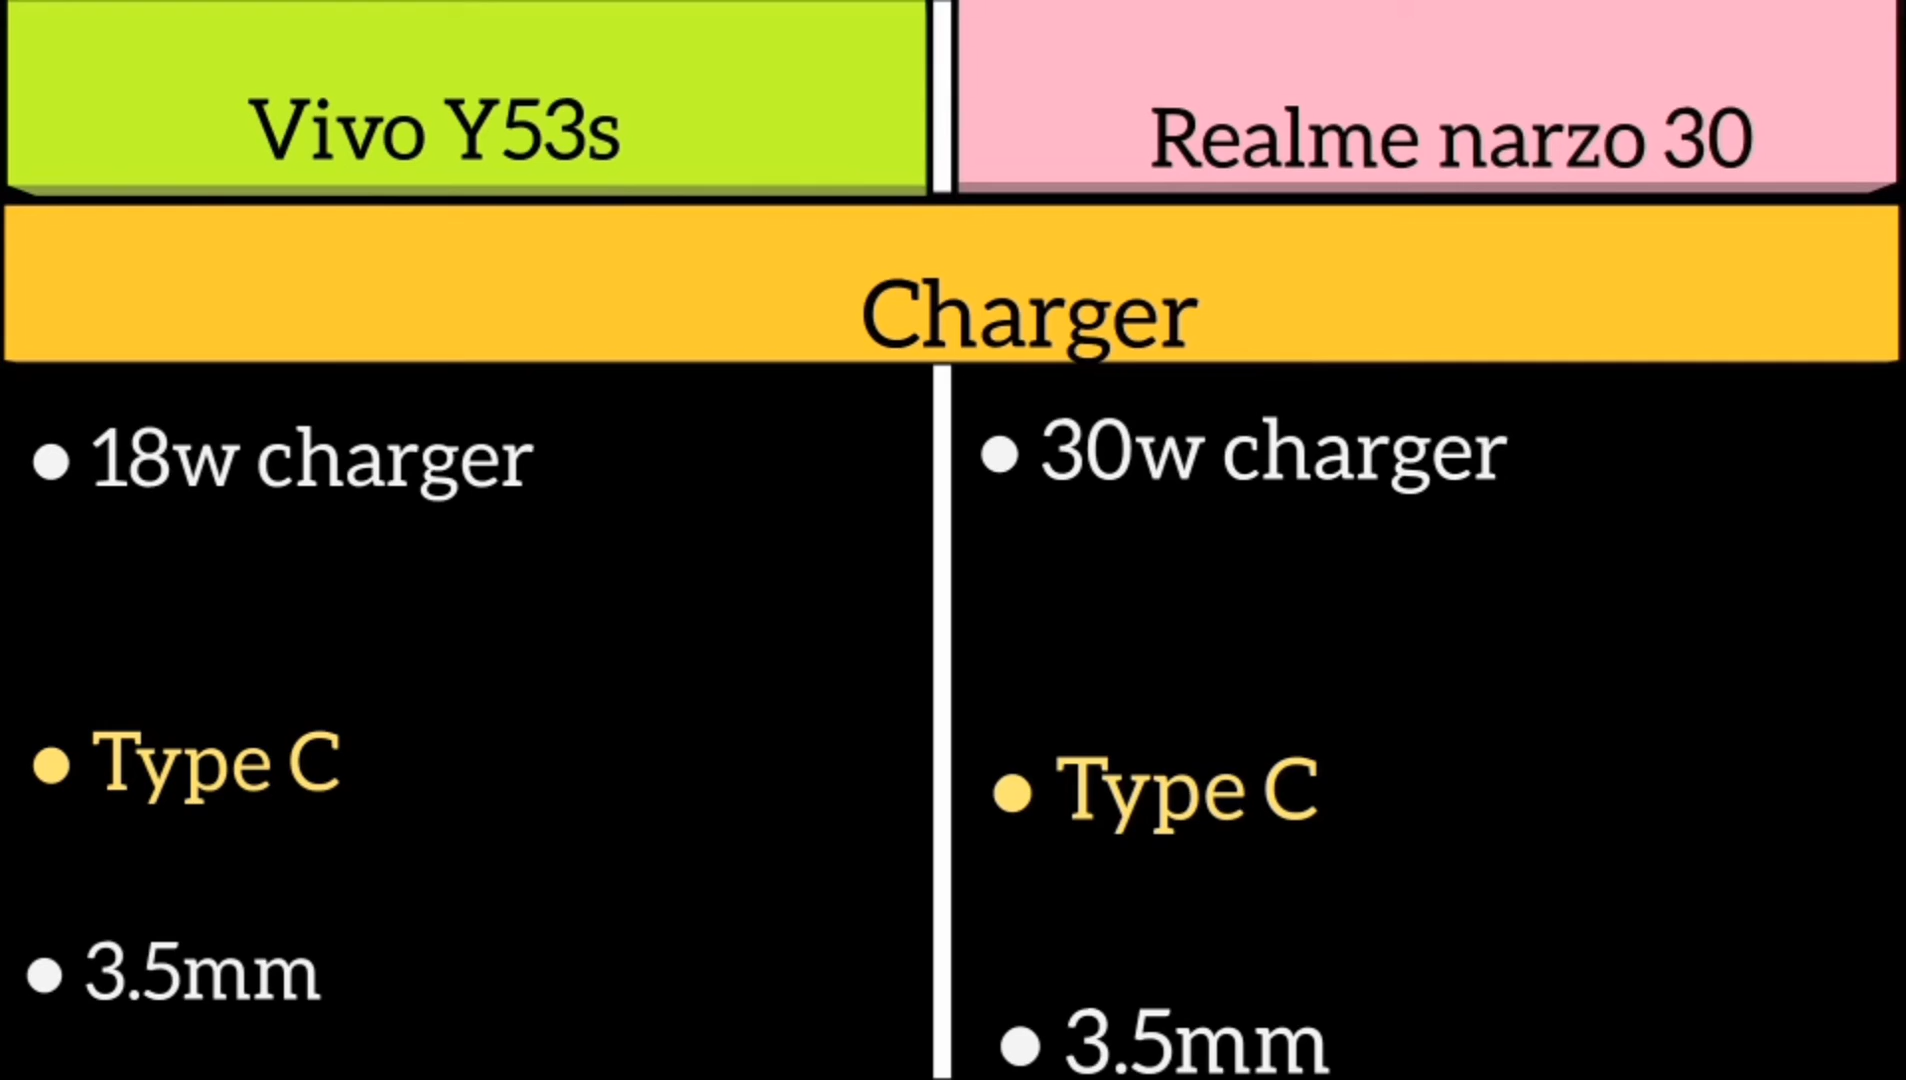 Vivo Y53s
Realme narzo 30
Charger
• 18w charger
• 30w charger
• Type C
• Type C
• 3.5mm
• 3.5mm